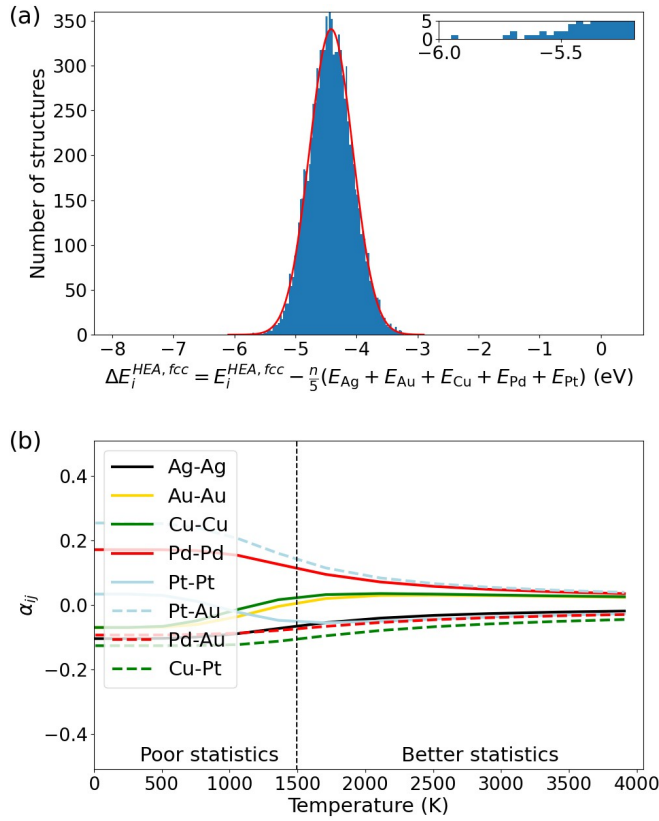 (a)
350
300
250
200
150
100
50
0
Number of structures
5
0
−6.0 −5.5
−8 −7 −6 −5 −4 −3 −2 −1 0
ΔE_i^{HEA,fcc} = E_i^{HEA,fcc} − n/5(E_Ag + E_Au + E_Cu + E_Pd + E_Pt) (eV)
(b)
0.4
0.2
0.0
−0.2
−0.4
α_ij
Ag-Ag
Au-Au
Cu-Cu
Pd-Pd
Pt-Pt
Pt-Au
Pd-Au
Cu-Pt
Poor statistics Better statistics
0 500 1000 1500 2000 2500 3000 3500 4000
Temperature (K)